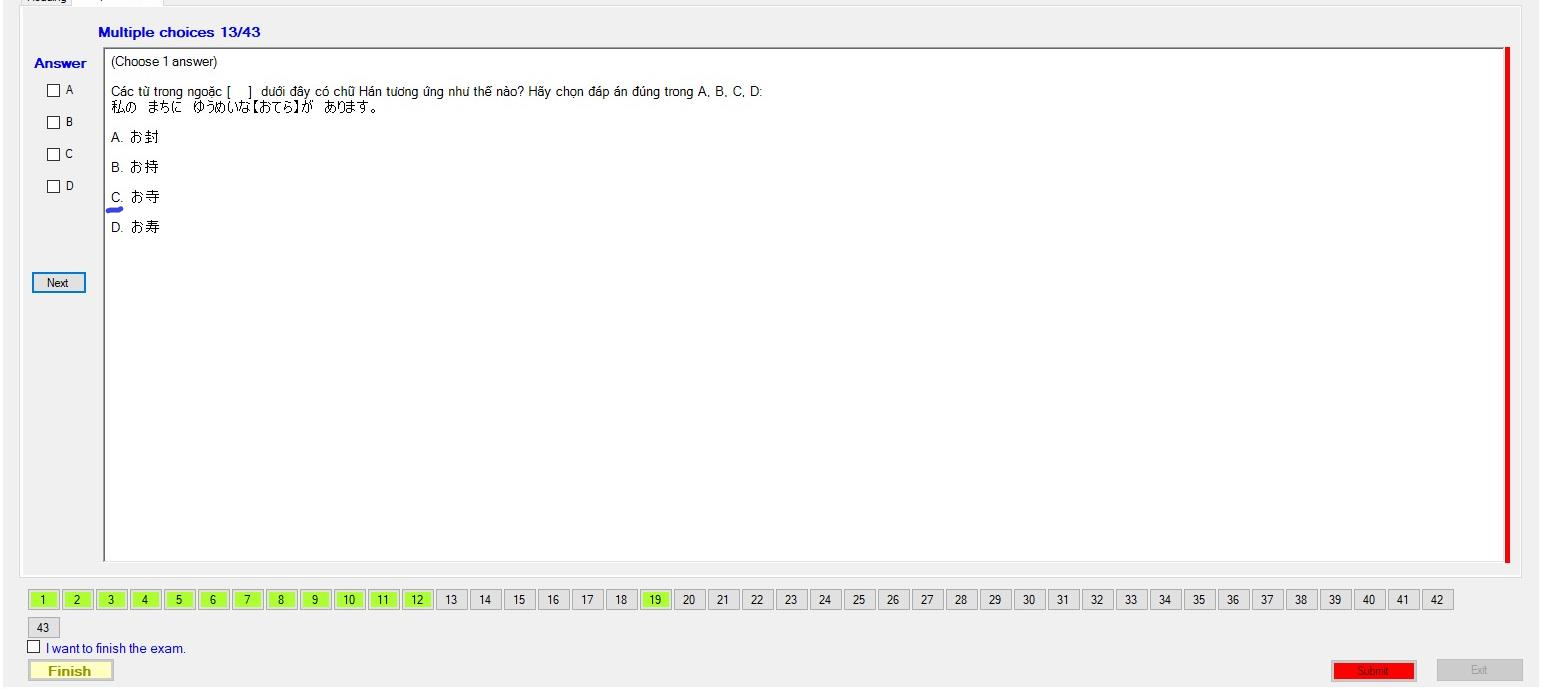 Multiple choices 13/43
Answer
(Choose 1 answer)
A
B
C
D
Các từ trong ngoặc [ ] dưới đây có chữ Hán tương ứng như thế nào? Hãy chọn đáp án đúng trong A, B, C, D:
私の まちに ゆうめいな【おてら】が あります。
A. お封
B. お持
C. お寺
D. お寿
Next
1 2 3 4 5 6 7 8 9 10 11 12 13 14 15 16 17 18 19 20 21 22 23 24 25 26 27 28 29 30 31 32 33 34 35 36 37 38 39 40 41 42
43
I want to finish the exam.
Finish
Submit
Exit